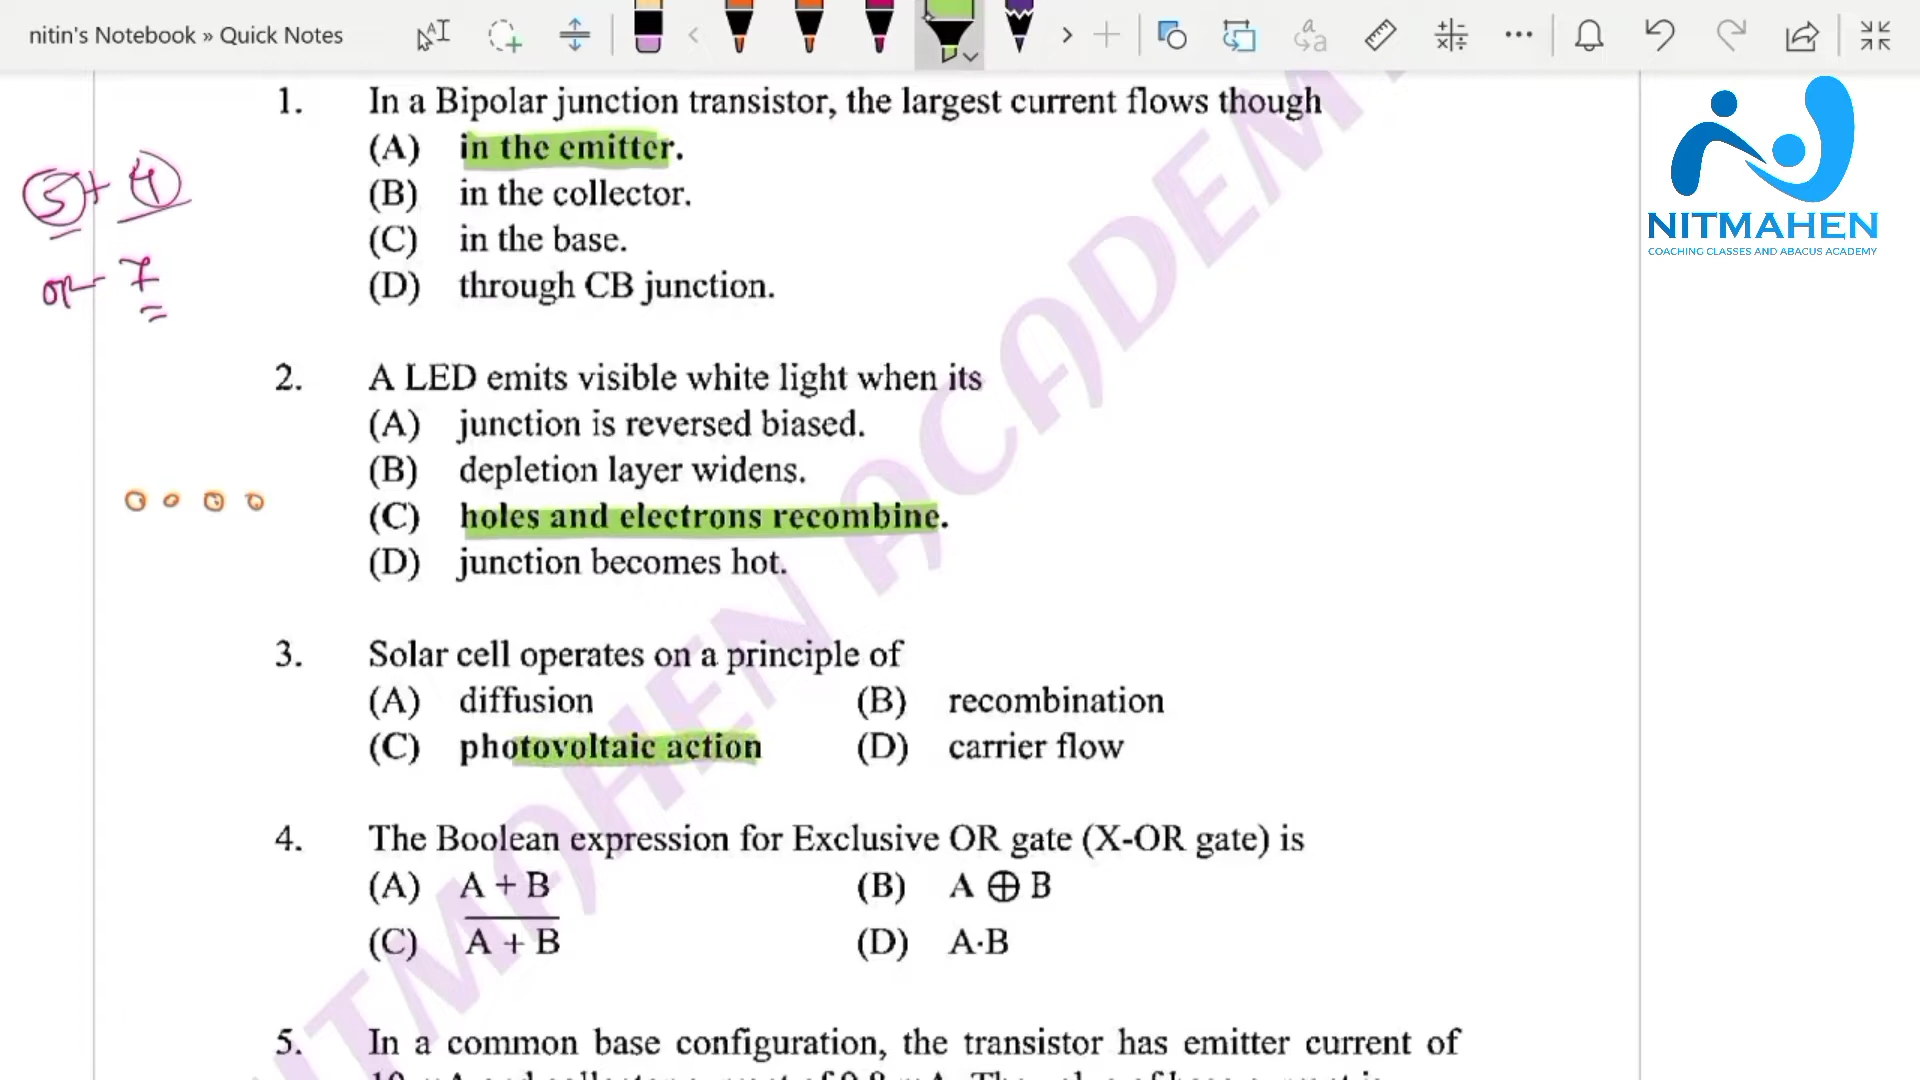 nitin's Notebook » Quick Notes
1. In a Bipolar junction transistor, the largest current flows though
(A) in the emitter.
(B) in the collector.
(C) in the base.
(D) through CB junction.
5 + 4
or 7
NITMAHEN
COACHING CLASSES AND ABACUS ACADEMY
2. A LED emits visible white light when its
(A) junction is reversed biased.
(B) depletion layer widens.
(C) holes and electrons recombine.
(D) junction becomes hot.
3. Solar cell operates on a principle of
(A) diffusion (B) recombination
(C) photovoltaic action (D) carrier flow
4. The Boolean expression for Exclusive OR gate (X-OR gate) is
(A) A + B (B) A ⊕ B
(C) \overline{A + B} (D) A·B
5. In a common base configuration, the transistor has emitter current of
NITMAHEN ACADEMY